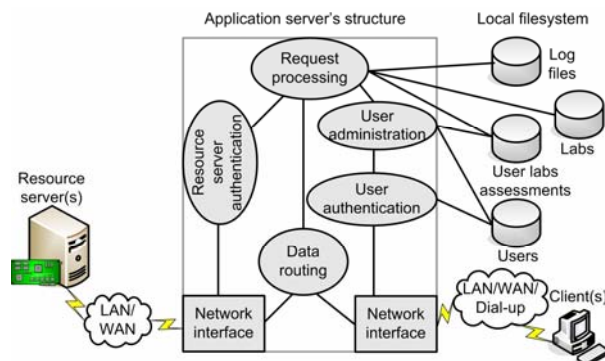 Application server's structure
Local filesystem
Request
processing
Log
files
Resource
server
authentication
User
administration
Labs
User labs
assessments
Resource
server(s)
User
authentication
Users
Data
routing
LAN/
WAN
Network
interface
Network
interface
LAN/WAN/
Dial-up
Client(s)